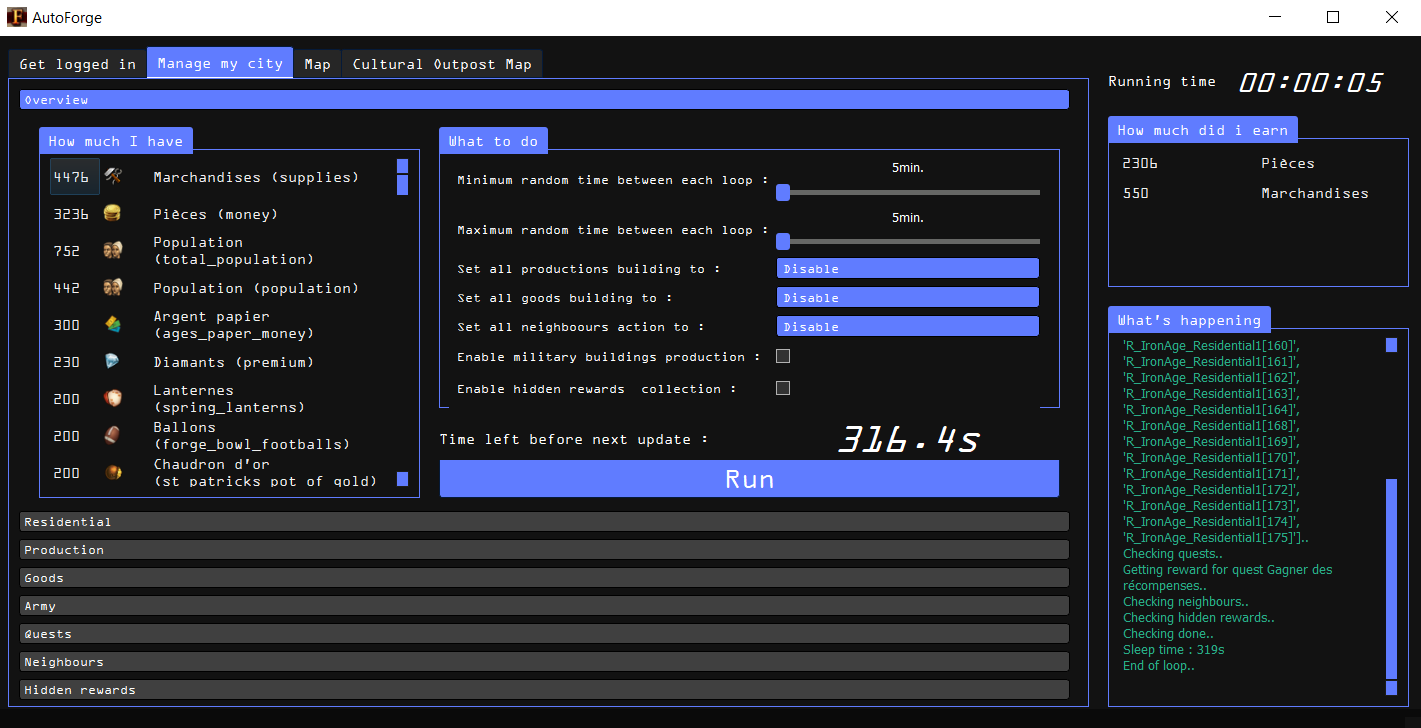 AutoForge
Get logged in
Manage my city
Map
Cultural Outpost Map
Running time
00:00:05
Overview
How much I have
4476 Marchandises (supplies)
3236 Pièces (money)
752 Population
(total_population)
442 Population (population)
300 Argent papier
(ages_paper_money)
230 Diamants (premium)
200 Lanternes
(spring_lanterns)
200 Ballons
(forge_bowl_footballs)
200 Chaudron d'or
(st_patricks_pot_of_gold)
What to do
5min.
Minimum random time between each loop :
5min.
Maximum random time between each loop :
Set all productions building to : Disable
Set all goods building to : Disable
Set all neighboours action to : Disable
Enable military buildings production :
Enable hidden rewards  collection :
Time left before next update : 316.4s
Run
Residential
Production
Goods
Army
Quests
Neighbours
Hidden rewards
How much did i earn
2306 Pièces
550 Marchandises
What's happening
'R_IronAge_Residential1[160]',
'R_IronAge_Residential1[161]',
'R_IronAge_Residential1[162]',
'R_IronAge_Residential1[163]',
'R_IronAge_Residential1[164]',
'R_IronAge_Residential1[168]',
'R_IronAge_Residential1[169]',
'R_IronAge_Residential1[170]',
'R_IronAge_Residential1[171]',
'R_IronAge_Residential1[172]',
'R_IronAge_Residential1[173]',
'R_IronAge_Residential1[174]',
'R_IronAge_Residential1[175]']..
Checking quests..
Getting reward for quest Gagner des
récompenses..
Checking neighbours..
Checking hidden rewards..
Checking done..
Sleep time : 319s
End of loop..